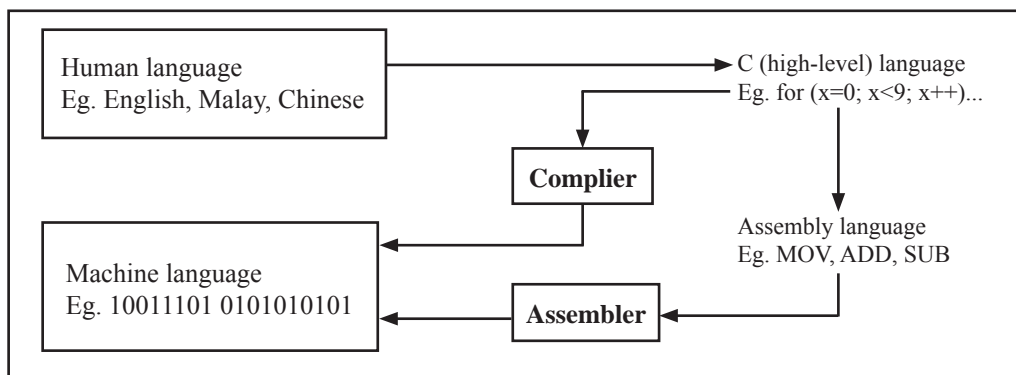 Human language
Eg. English, Malay, Chinese
C (high-level) language
Eg. for (x=0; x<9; x++)...
Complier
Assembly language
Eg. MOV, ADD, SUB
Machine language
Eg. 10011101 0101010101
Assembler